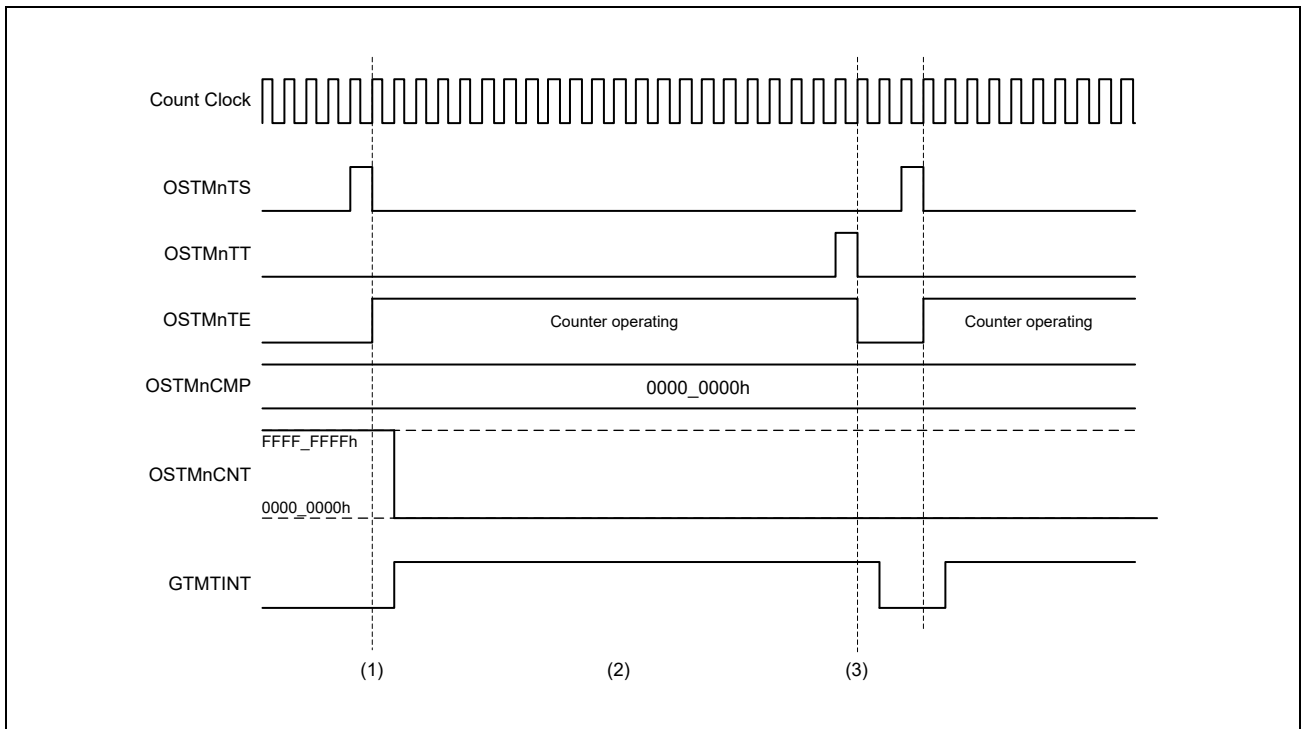 Count Clock
OSTMnTS
OSTMnTT
OSTMnTE
Counter operating
Counter operating
OSTMnCMP
0000_0000h
FFFF_FFFFh
OSTMnCNT
0000_0000h
GTMTINT
(1)
(2)
(3)